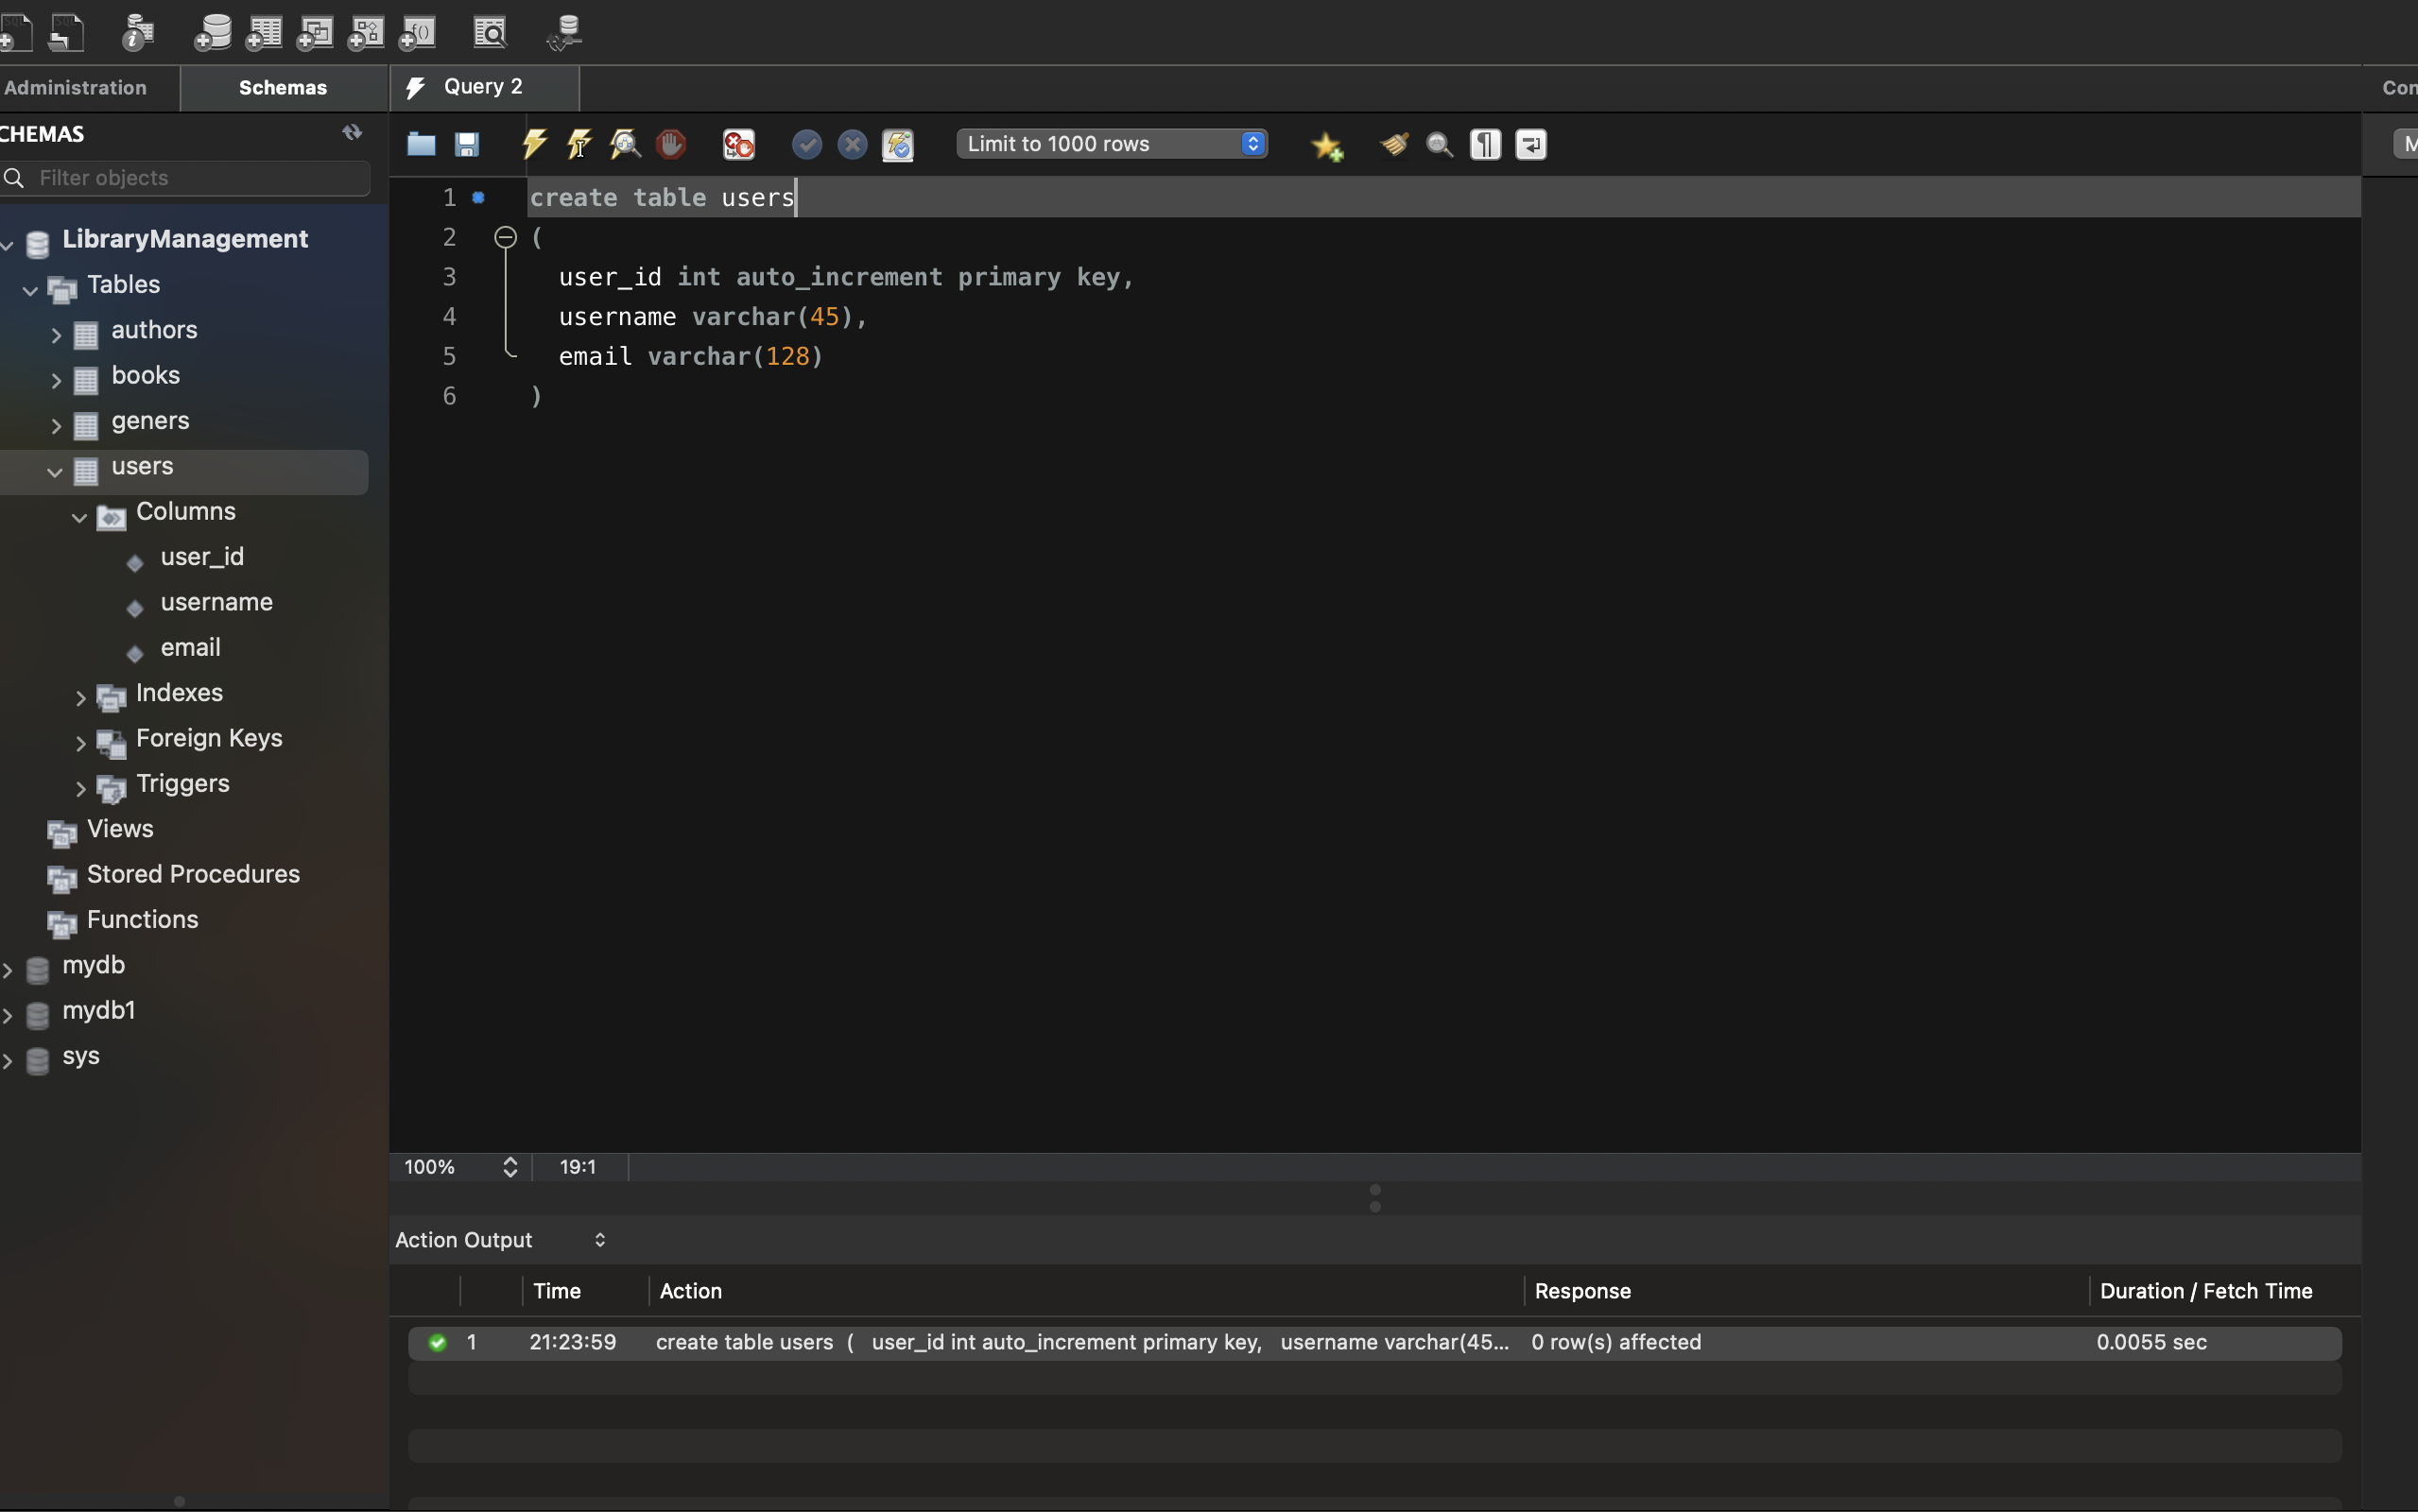 Administration
Schemas
Query 2
Con
CHEMAS
Limit to 1000 rows
M
Filter objects
LibraryManagement
Tables
authors
books
geners
users
Columns
user_id
username
email
Indexes
Foreign Keys
Triggers
Views
Stored Procedures
Functions
mydb
mydb1
sys
1 create table users
2 (
3 user_id int auto_increment primary key,
4 username varchar(45),
5 email varchar(128)
6 )
100% 19:1
Action Output
Time Action Response Duration / Fetch Time
1 21:23:59 create table users ( user_id int auto_increment primary key, username varchar(45... 0 row(s) affected 0.0055 sec